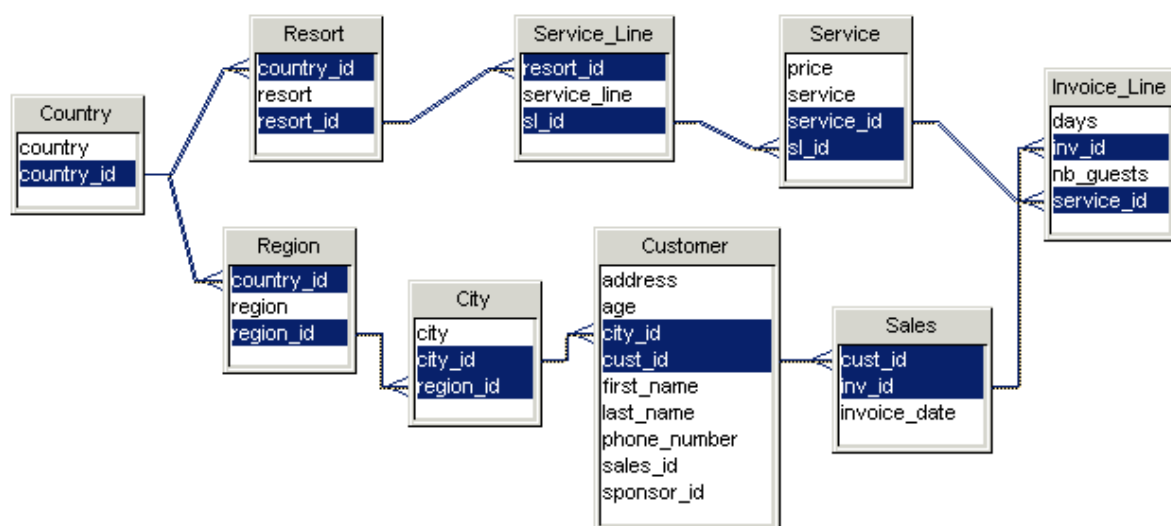 Country
country
country_id
Resort
country_id
resort
resort_id
Service_Line
resort_id
service_line
sl_id
Service
price
service
service_id
sl_id
Invoice_Line
days
inv_id
nb_guests
service_id
Region
country_id
region
region_id
City
city
city_id
region_id
Customer
address
age
city_id
cust_id
first_name
last_name
phone_number
sales_id
sponsor_id
Sales
cust_id
inv_id
invoice_date